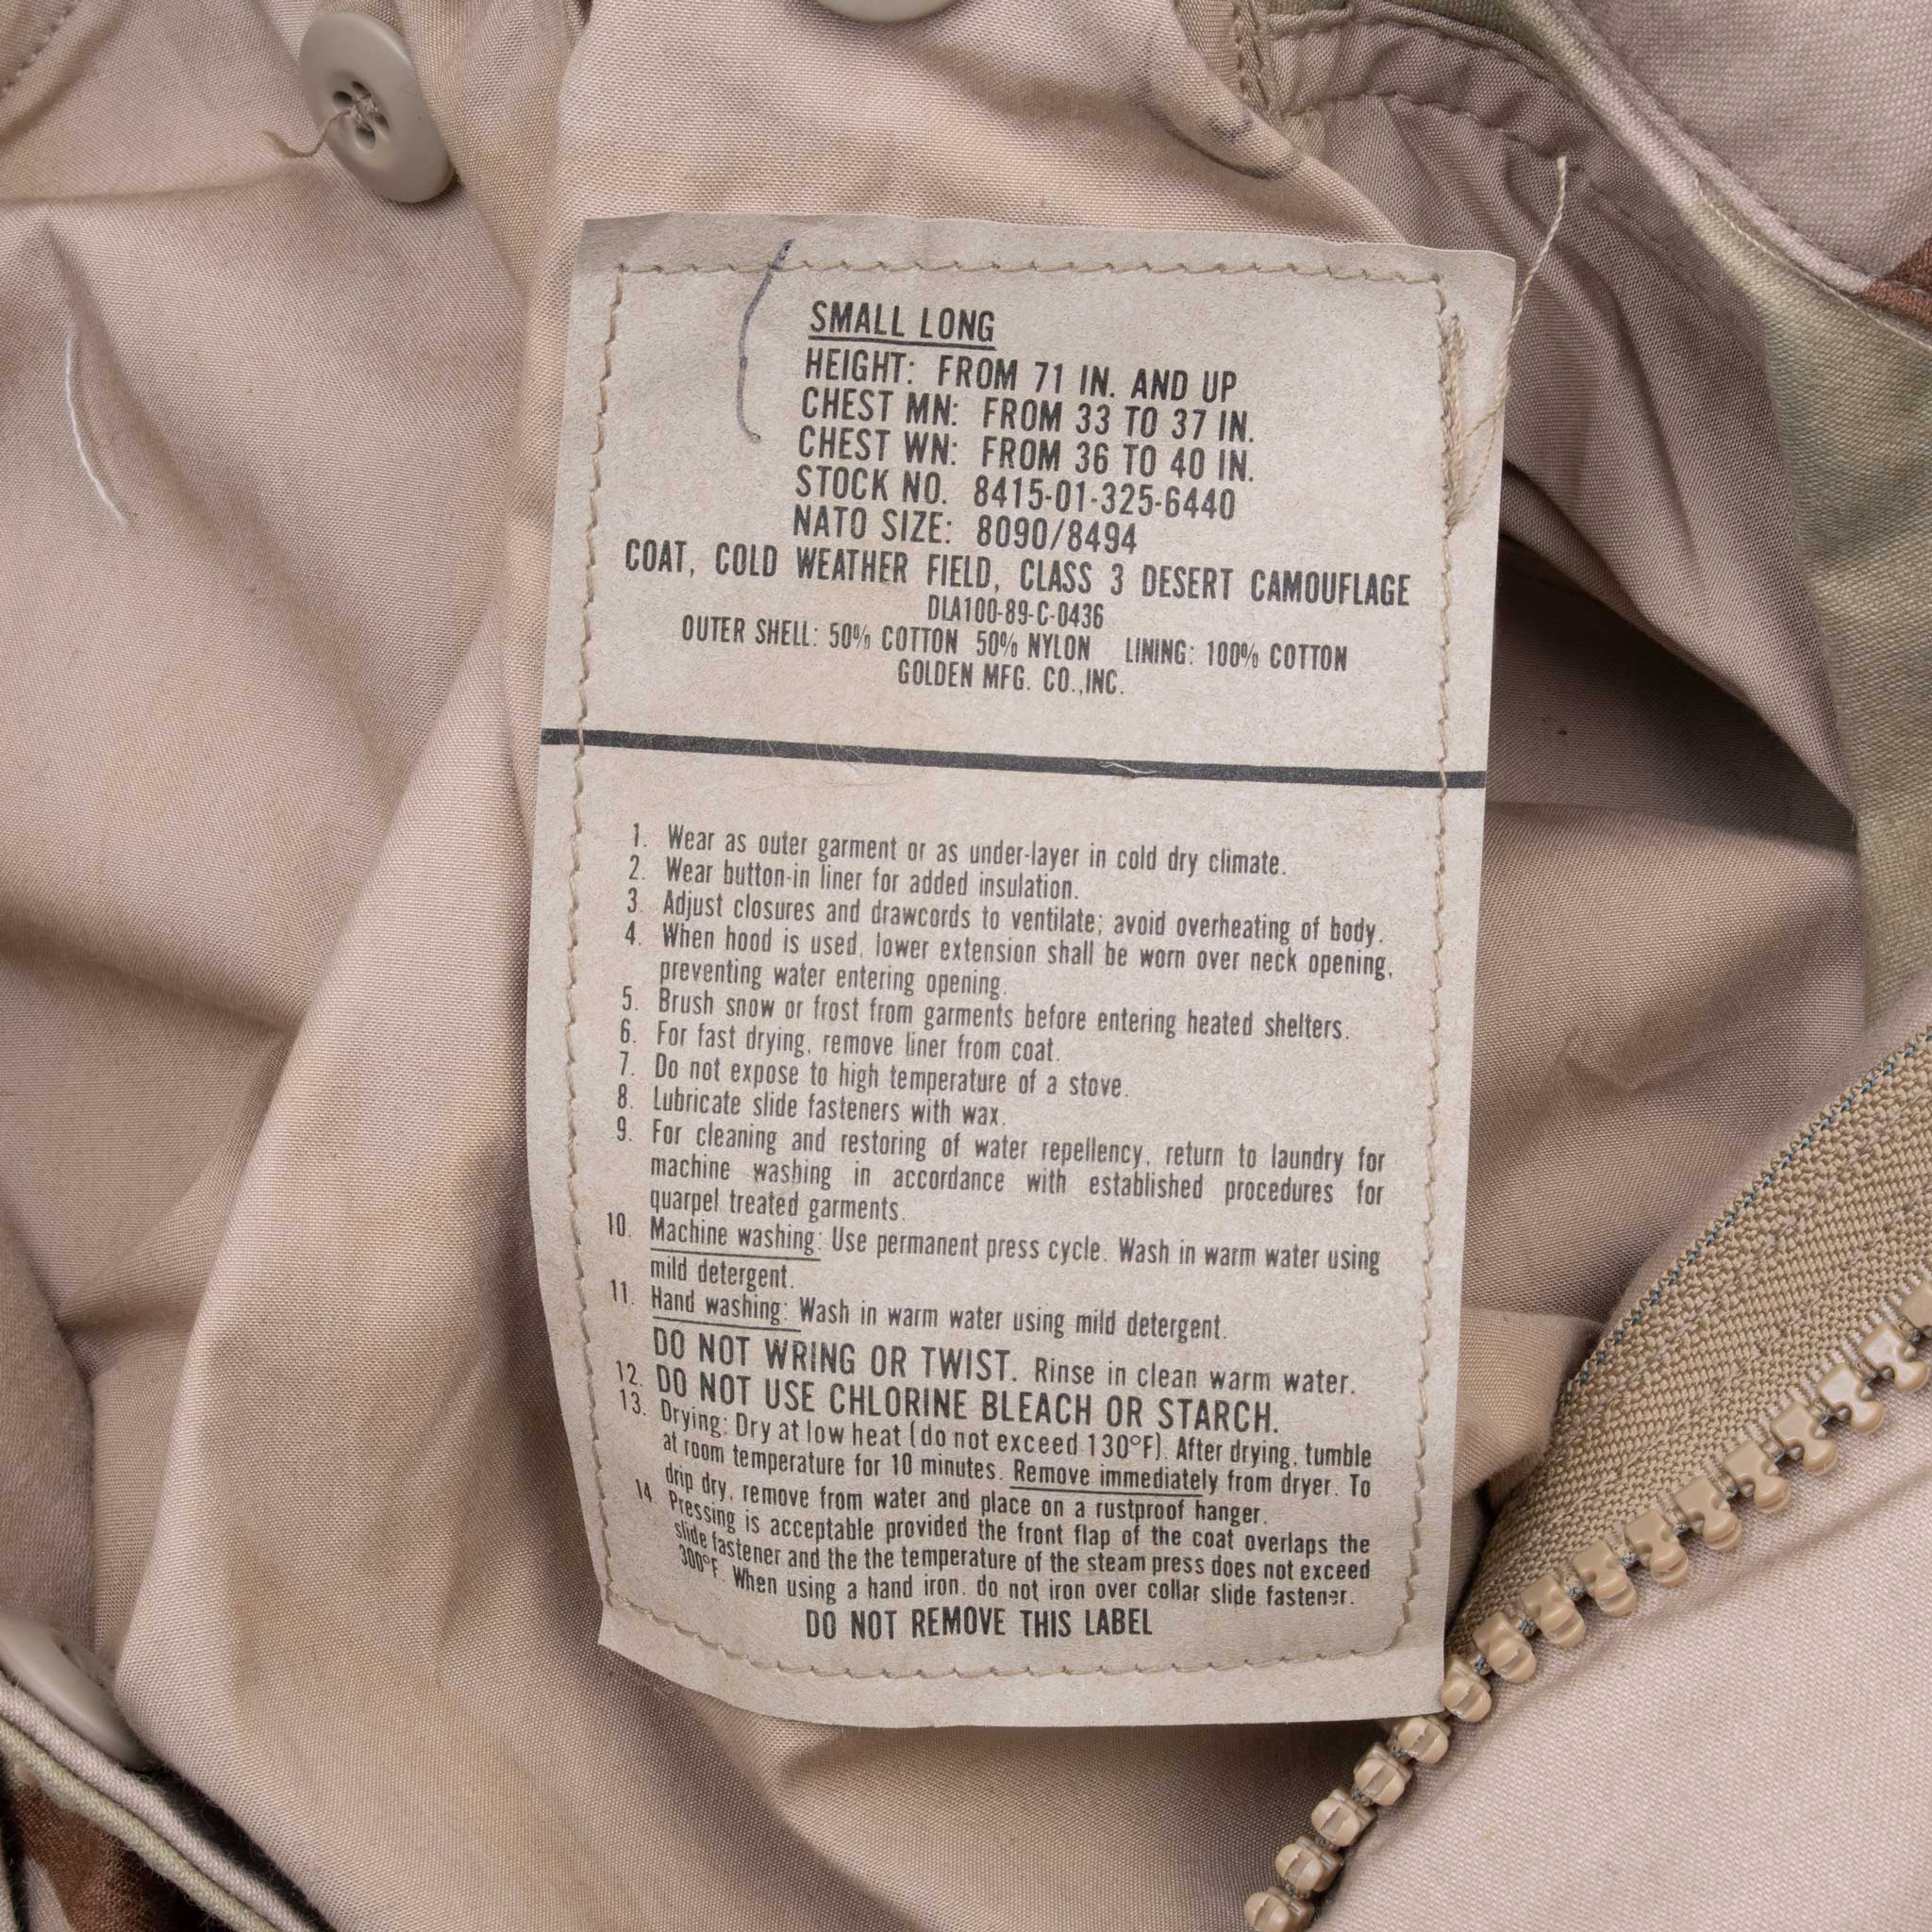 SMALL LONG
HEIGHT: FROM 71 IN. AND UP
CHEST MN: FROM 33 TO 37 IN.
CHEST WN: FROM 36 TO 40 IN.
STOCK NO. 8415-01-325-6440
NATO SIZE: 8090/8494
COAT, COLD WEATHER FIELD, CLASS 3 DESERT CAMOUFLAGE
DLA100-89-C-0436
OUTER SHELL: 50% COTTON 50% NYLON LINING: 100% COTTON
GOLDEN MFG. CO.,INC.
1. Wear as outer garment or as under-layer in cold dry climate.
2. Wear button-in liner for added insulation.
3. Adjust closures and drawcords to ventilate; avoid overheating of body.
4. When hood is used, lower extension shall be worn over neck opening,
preventing water entering opening.
5. Brush snow or frost from garments before entering heated shelters.
6. For fast drying, remove liner from coat.
7. Do not expose to high temperature of a stove.
8. Lubricate slide fasteners with wax.
9. For cleaning and restoring of water repellency, return to laundry for
machine washing in accordance with established procedures for
quarpel treated garments.
10. Machine washing: Use permanent press cycle. Wash in warm water using
mild detergent.
11. Hand washing: Wash in warm water using mild detergent.
DO NOT WRING OR TWIST. Rinse in clean warm water.
12. DO NOT USE CHLORINE BLEACH OR STARCH.
13. Drying: Dry at low heat (do not exceed 130°F). After drying, tumble
at room temperature for 10 minutes. Remove immediately from dryer. To
drip dry, remove from water and place on a rustproof hanger.
14. Pressing is acceptable provided the front flap of the coat overlaps the
slide fastener and the the temperature of the steam press does not exceed
300°F. When using a hand iron, do not iron over collar slide fastener.
DO NOT REMOVE THIS LABEL